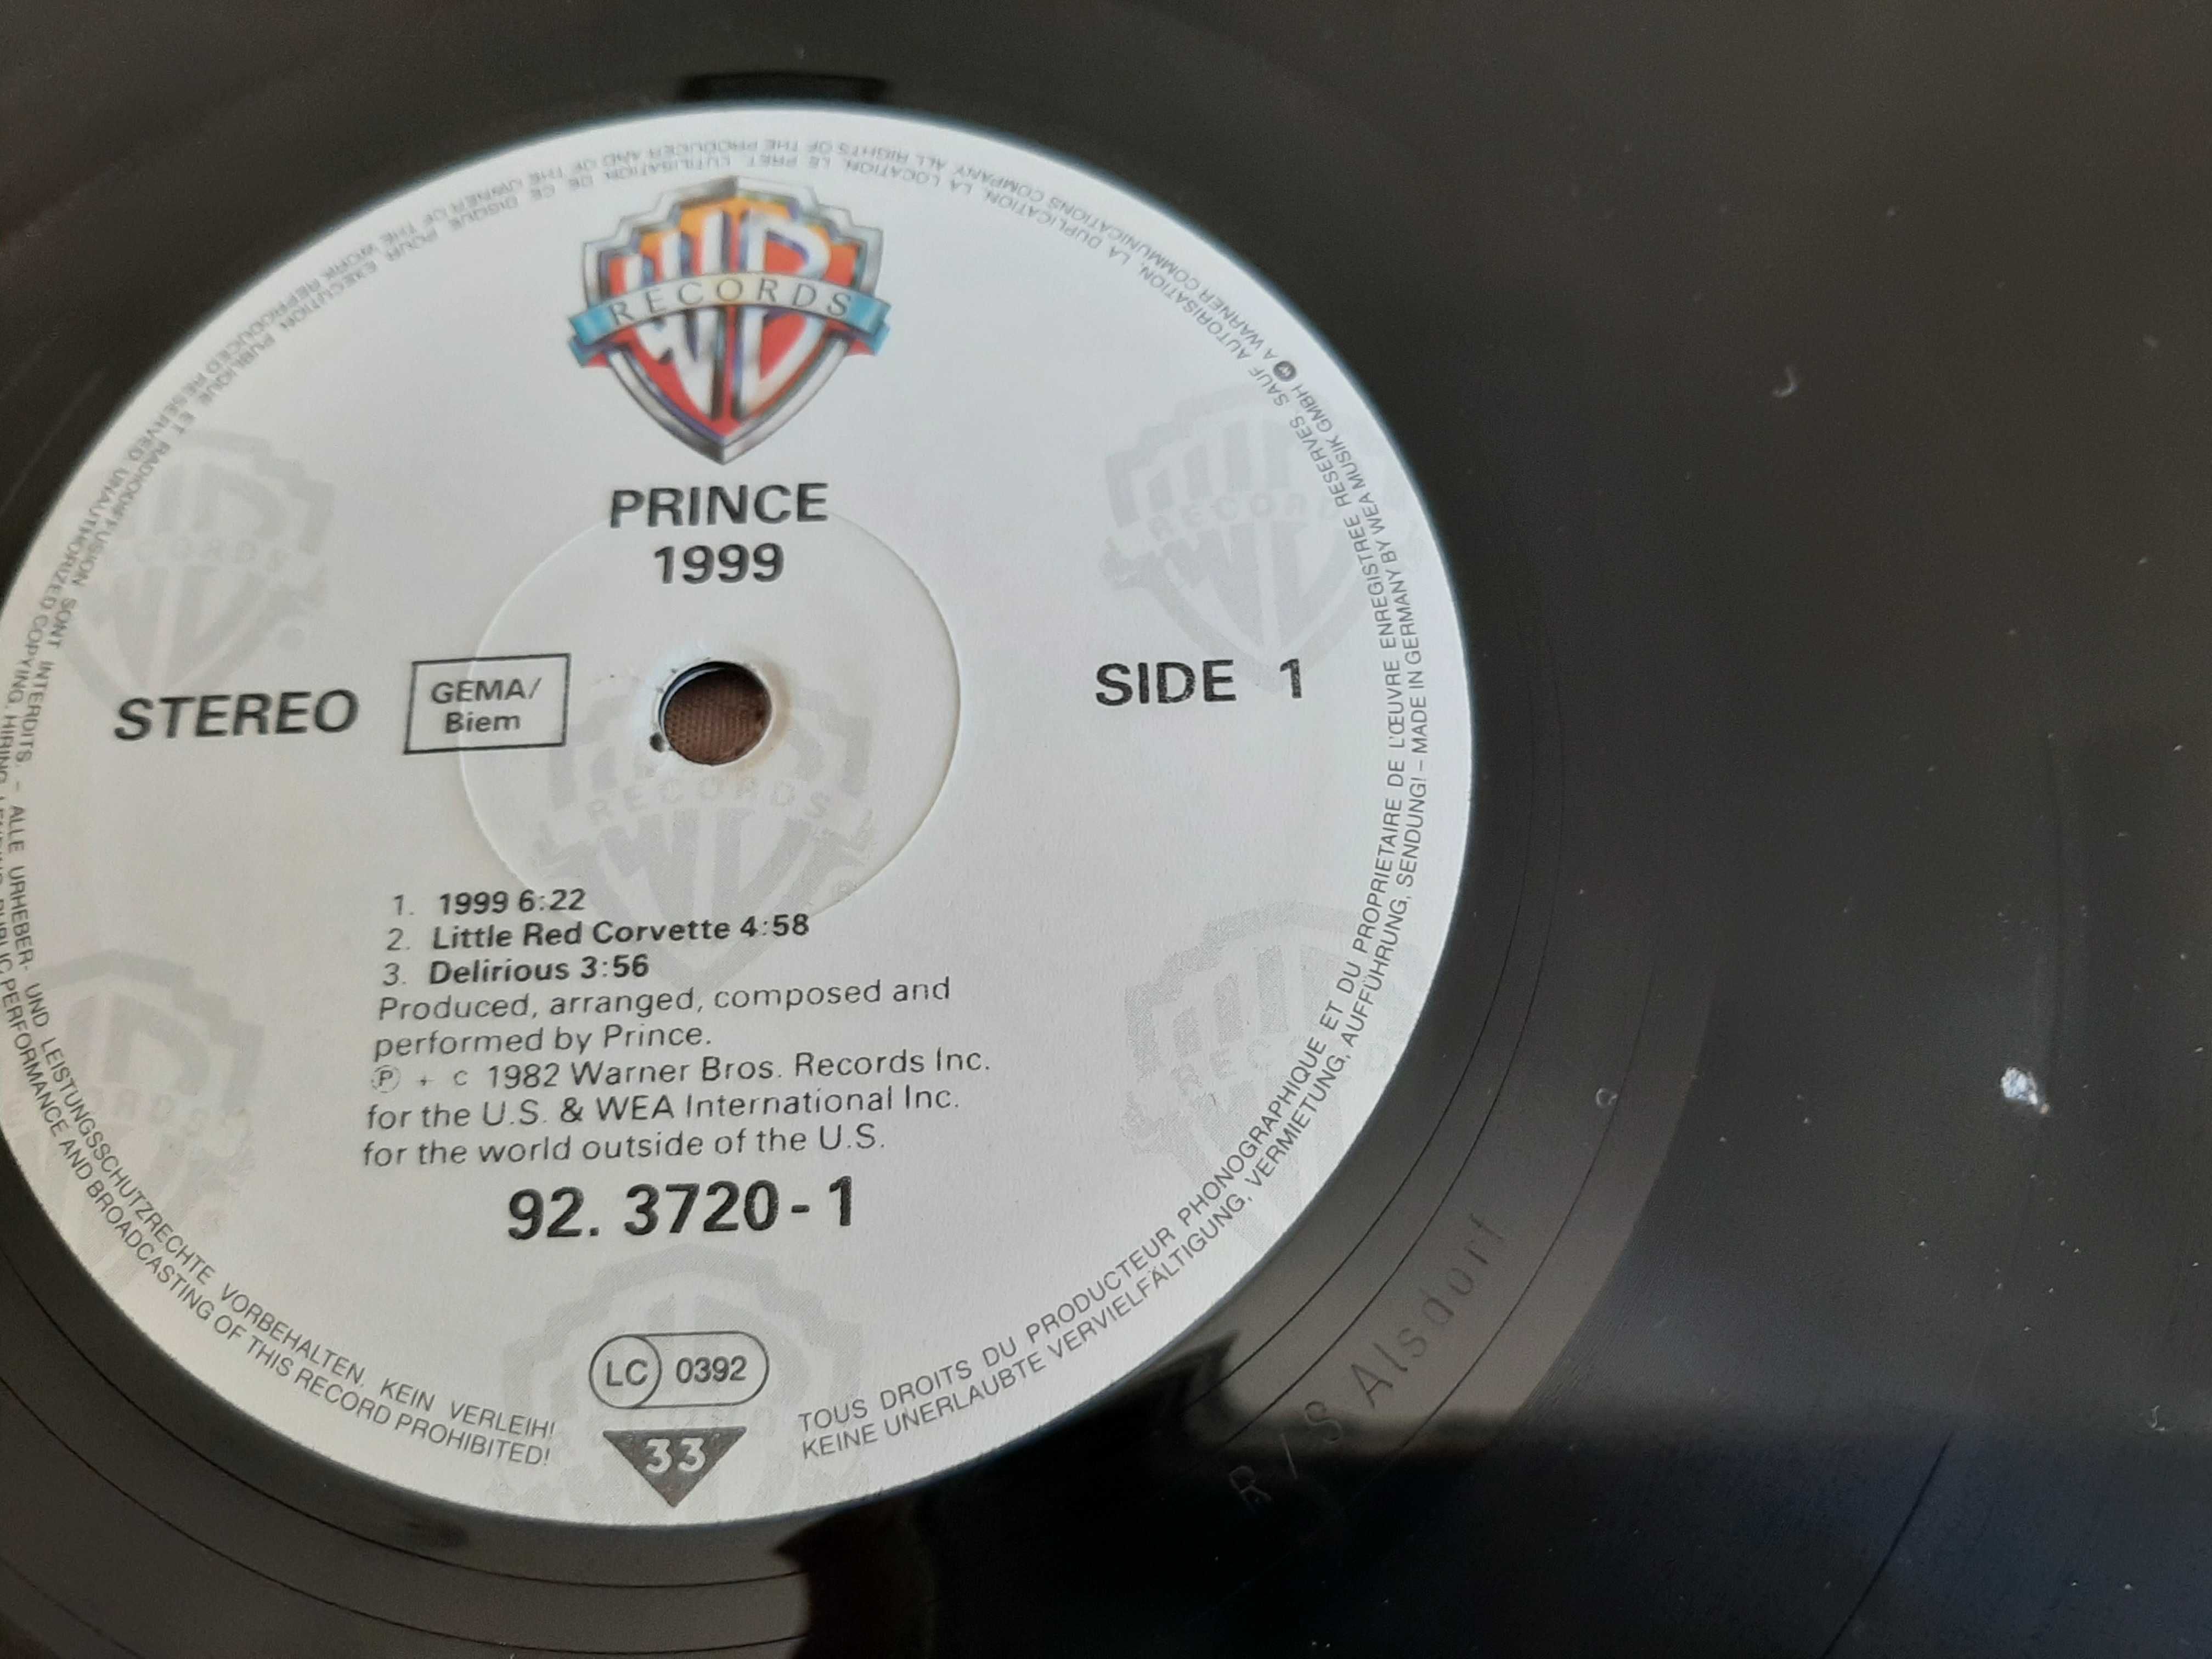 RECORDS
PRINCE
1999
STEREO
GEMA/
Biem
SIDE 1
1. 1999 6:22
2. Little Red Corvette 4:58
3. Delirious 3:56
Produced, arranged, composed and
performed by Prince.
Ⓟ + c 1982 Warner Bros. Records Inc.
for the U.S. & WEA International Inc.
for the world outside of the U.S.
92. 3720-1
LC 0392
33
TOUS DROITS DU PRODUCTEUR PHONOGRAPHIQUE ET DU PROPRIETAIRE DE L'ŒUVRE ENREGISTREE RESERVES. SAUF AUTORISATION, LA DUPLICATION, LA LOCATION, LE PRET, L'UTILISATION DE CE DISQUE POUR EXECUTION PUBLIQUE ET RADIODIFFUSION SONT INTERDITS. – ALLE URHEBER- UND LEISTUNGSSCHUTZRECHTE VORBEHALTEN. KEIN VERLEIH!
KEINE UNERLAUBTE VERVIELFÄLTIGUNG, VERMIETUNG, AUFFÜHRUNG, SENDUNG! – MADE IN GERMANY BY WEA MUSIK GMBH A WARNER COMMUNICATIONS COMPANY. ALL RIGHTS OF THE PRODUCER AND OF THE OWNER OF THE WORK REPRODUCED RESERVED UNAUTHORIZED COPYING, HIRING, LENDING PUBLIC PERFORMANCE AND BROADCASTING OF THIS RECORD PROHIBITED!
R/S Alsdorf